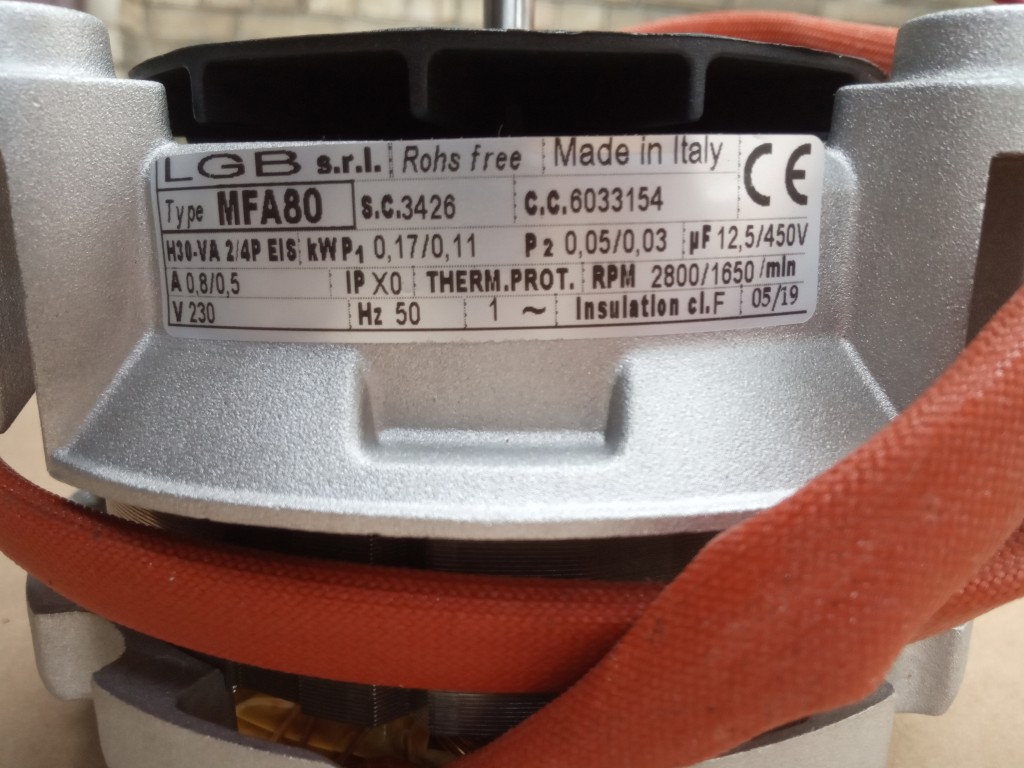 LGB s.r.l. Rohs free Made in Italy CE
Type MFA80 S.C.3426 C.C.6033154
H30-VA 2/4P EIS kW P1 0,17/0,11 P2 0,05/0,03 µF 12,5/450V
A 0,8/0,5 IP X0 THERM.PROT. RPM 2800/1650/min
V 230 Hz 50 1 ~ Insulation cl.F 05/19